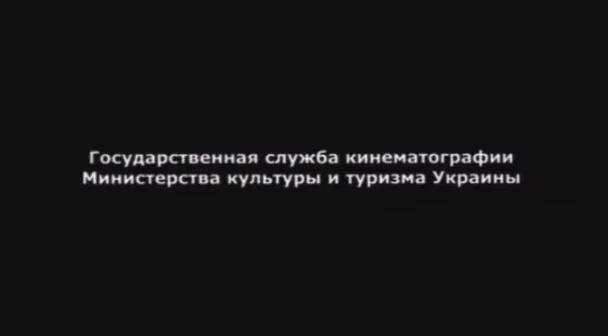 Государственная служба кинематографии
Министерства культуры и туризма Украины